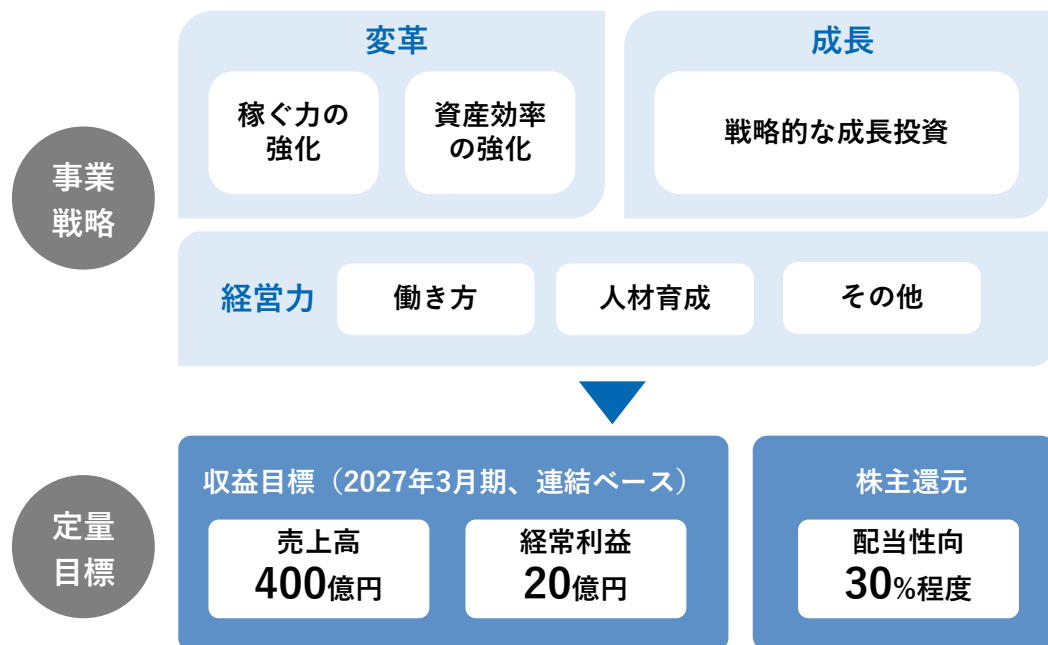 事業
戦略
変革
稼ぐ力の
強化
資産効率
の強化
成長
戦略的な成長投資
経営力
働き方
人材育成
その他
定量
目標
収益目標（2027年3月期、連結ベース）
売上高
400億円
経常利益
20億円
株主還元
配当性向
30%程度